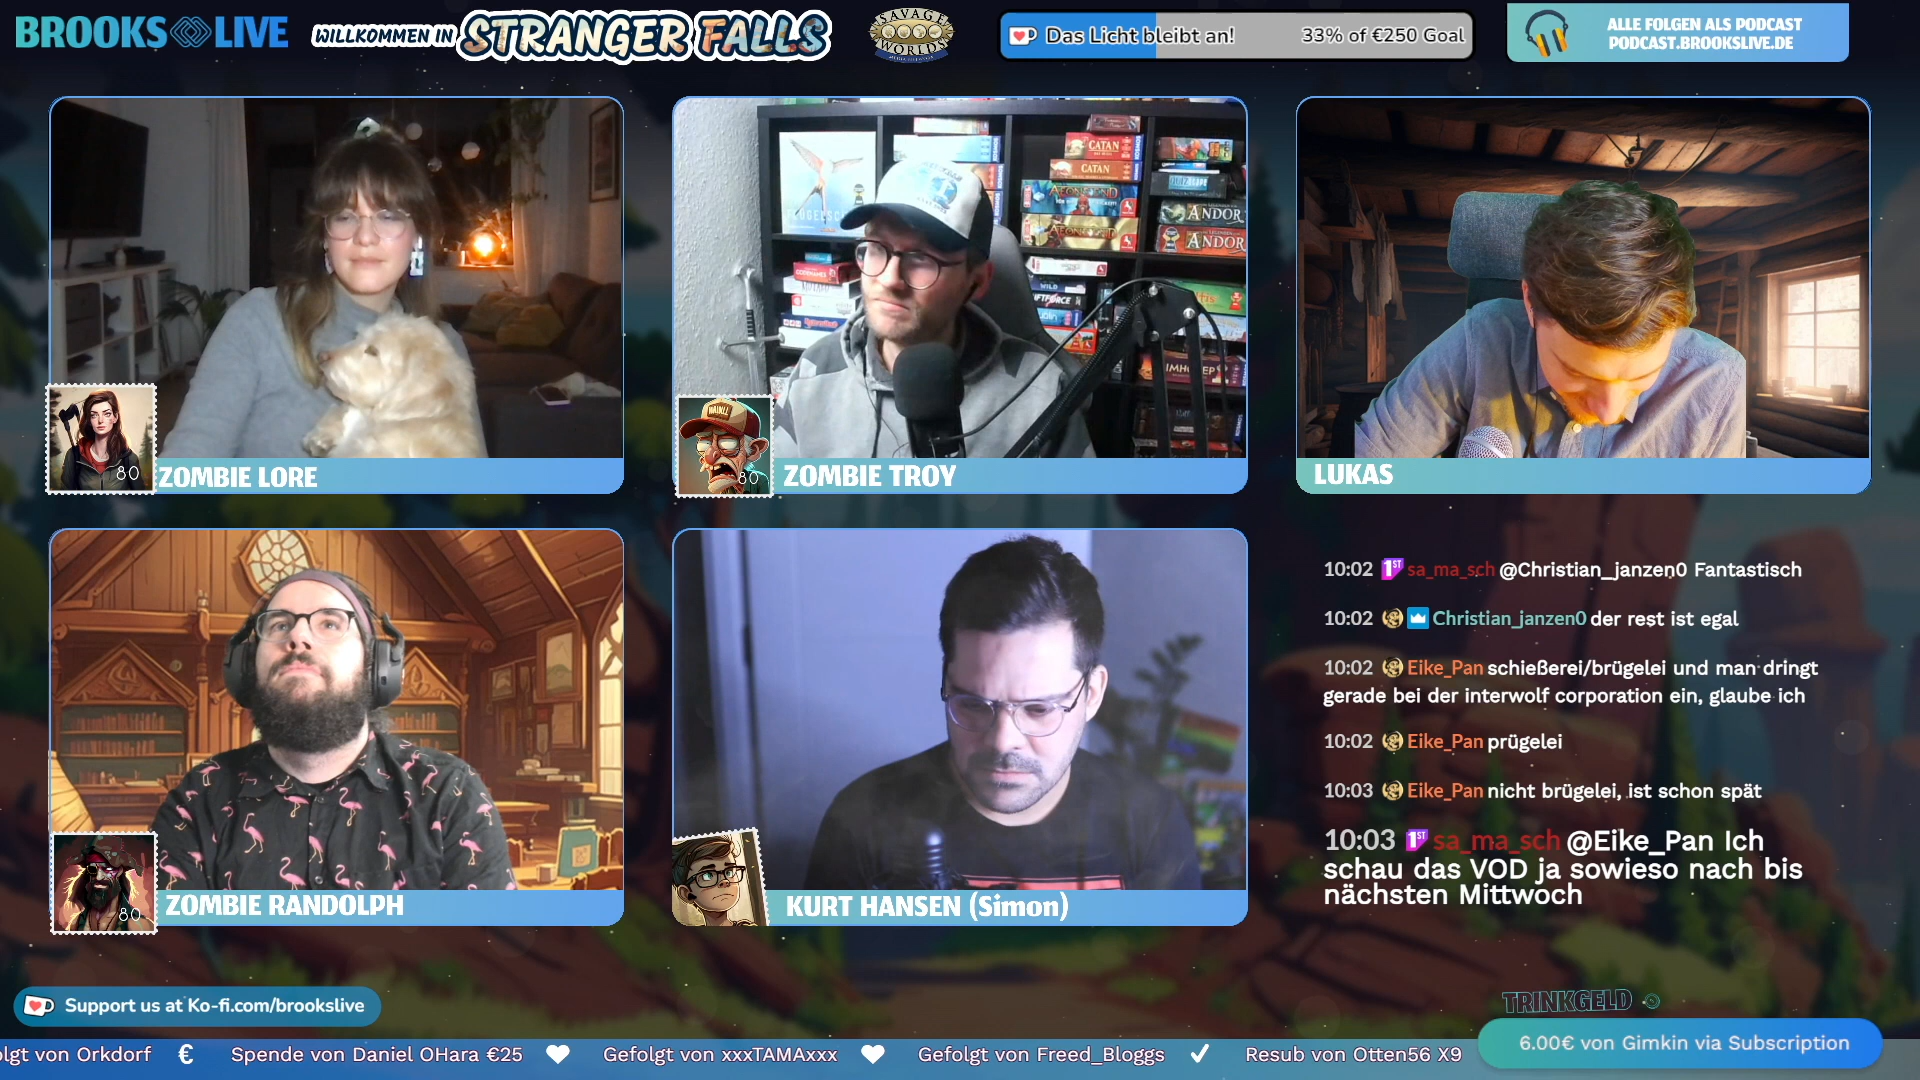 BROOKS LIVE
WILLKOMMEN IN STRANGER FALLS
SAVAGE WORLDS
Das Licht bleibt an! 33% of €250 Goal
ALLE FOLGEN ALS PODCAST
PODCAST.BROOKSLIVE.DE
CATAN
CATAN
ANDOR
ANDOR
IMHOTEP
80
ZOMBIE LORE
80
ZOMBIE TROY
LUKAS
80
ZOMBIE RANDOLPH
KURT HANSEN (Simon)
10:02 1ST sa_ma_sch @Christian_janzen0 Fantastisch
10:02 Christian_janzen0 der rest ist egal
10:02 Eike_Pan schießerei/brügelei und man dringt
gerade bei der interwolf corporation ein, glaube ich
10:02 Eike_Pan prügelei
10:03 Eike_Pan nicht brügelei, ist schon spät
10:03 1ST sa_ma_sch @Eike_Pan Ich
schau das VOD ja sowieso nach bis
nächsten Mittwoch
Support us at Ko-fi.com/brookslive
TRINKGELD
6.00€ von Gimkin via Subscription
olgt von Orkdorf € Spende von Daniel OHara €25 Gefolgt von xxxTAMAxxx Gefolgt von Freed_Bloggs Resub von Otten56 X9